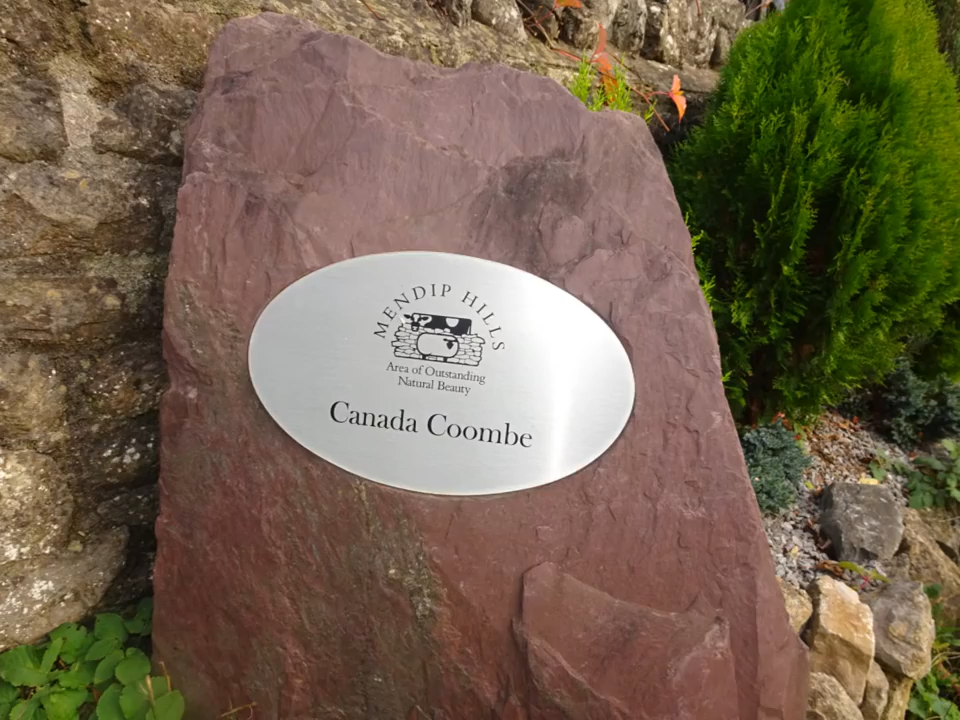 MENDIP HILLS
Area of Outstanding
Natural Beauty
Canada Coombe